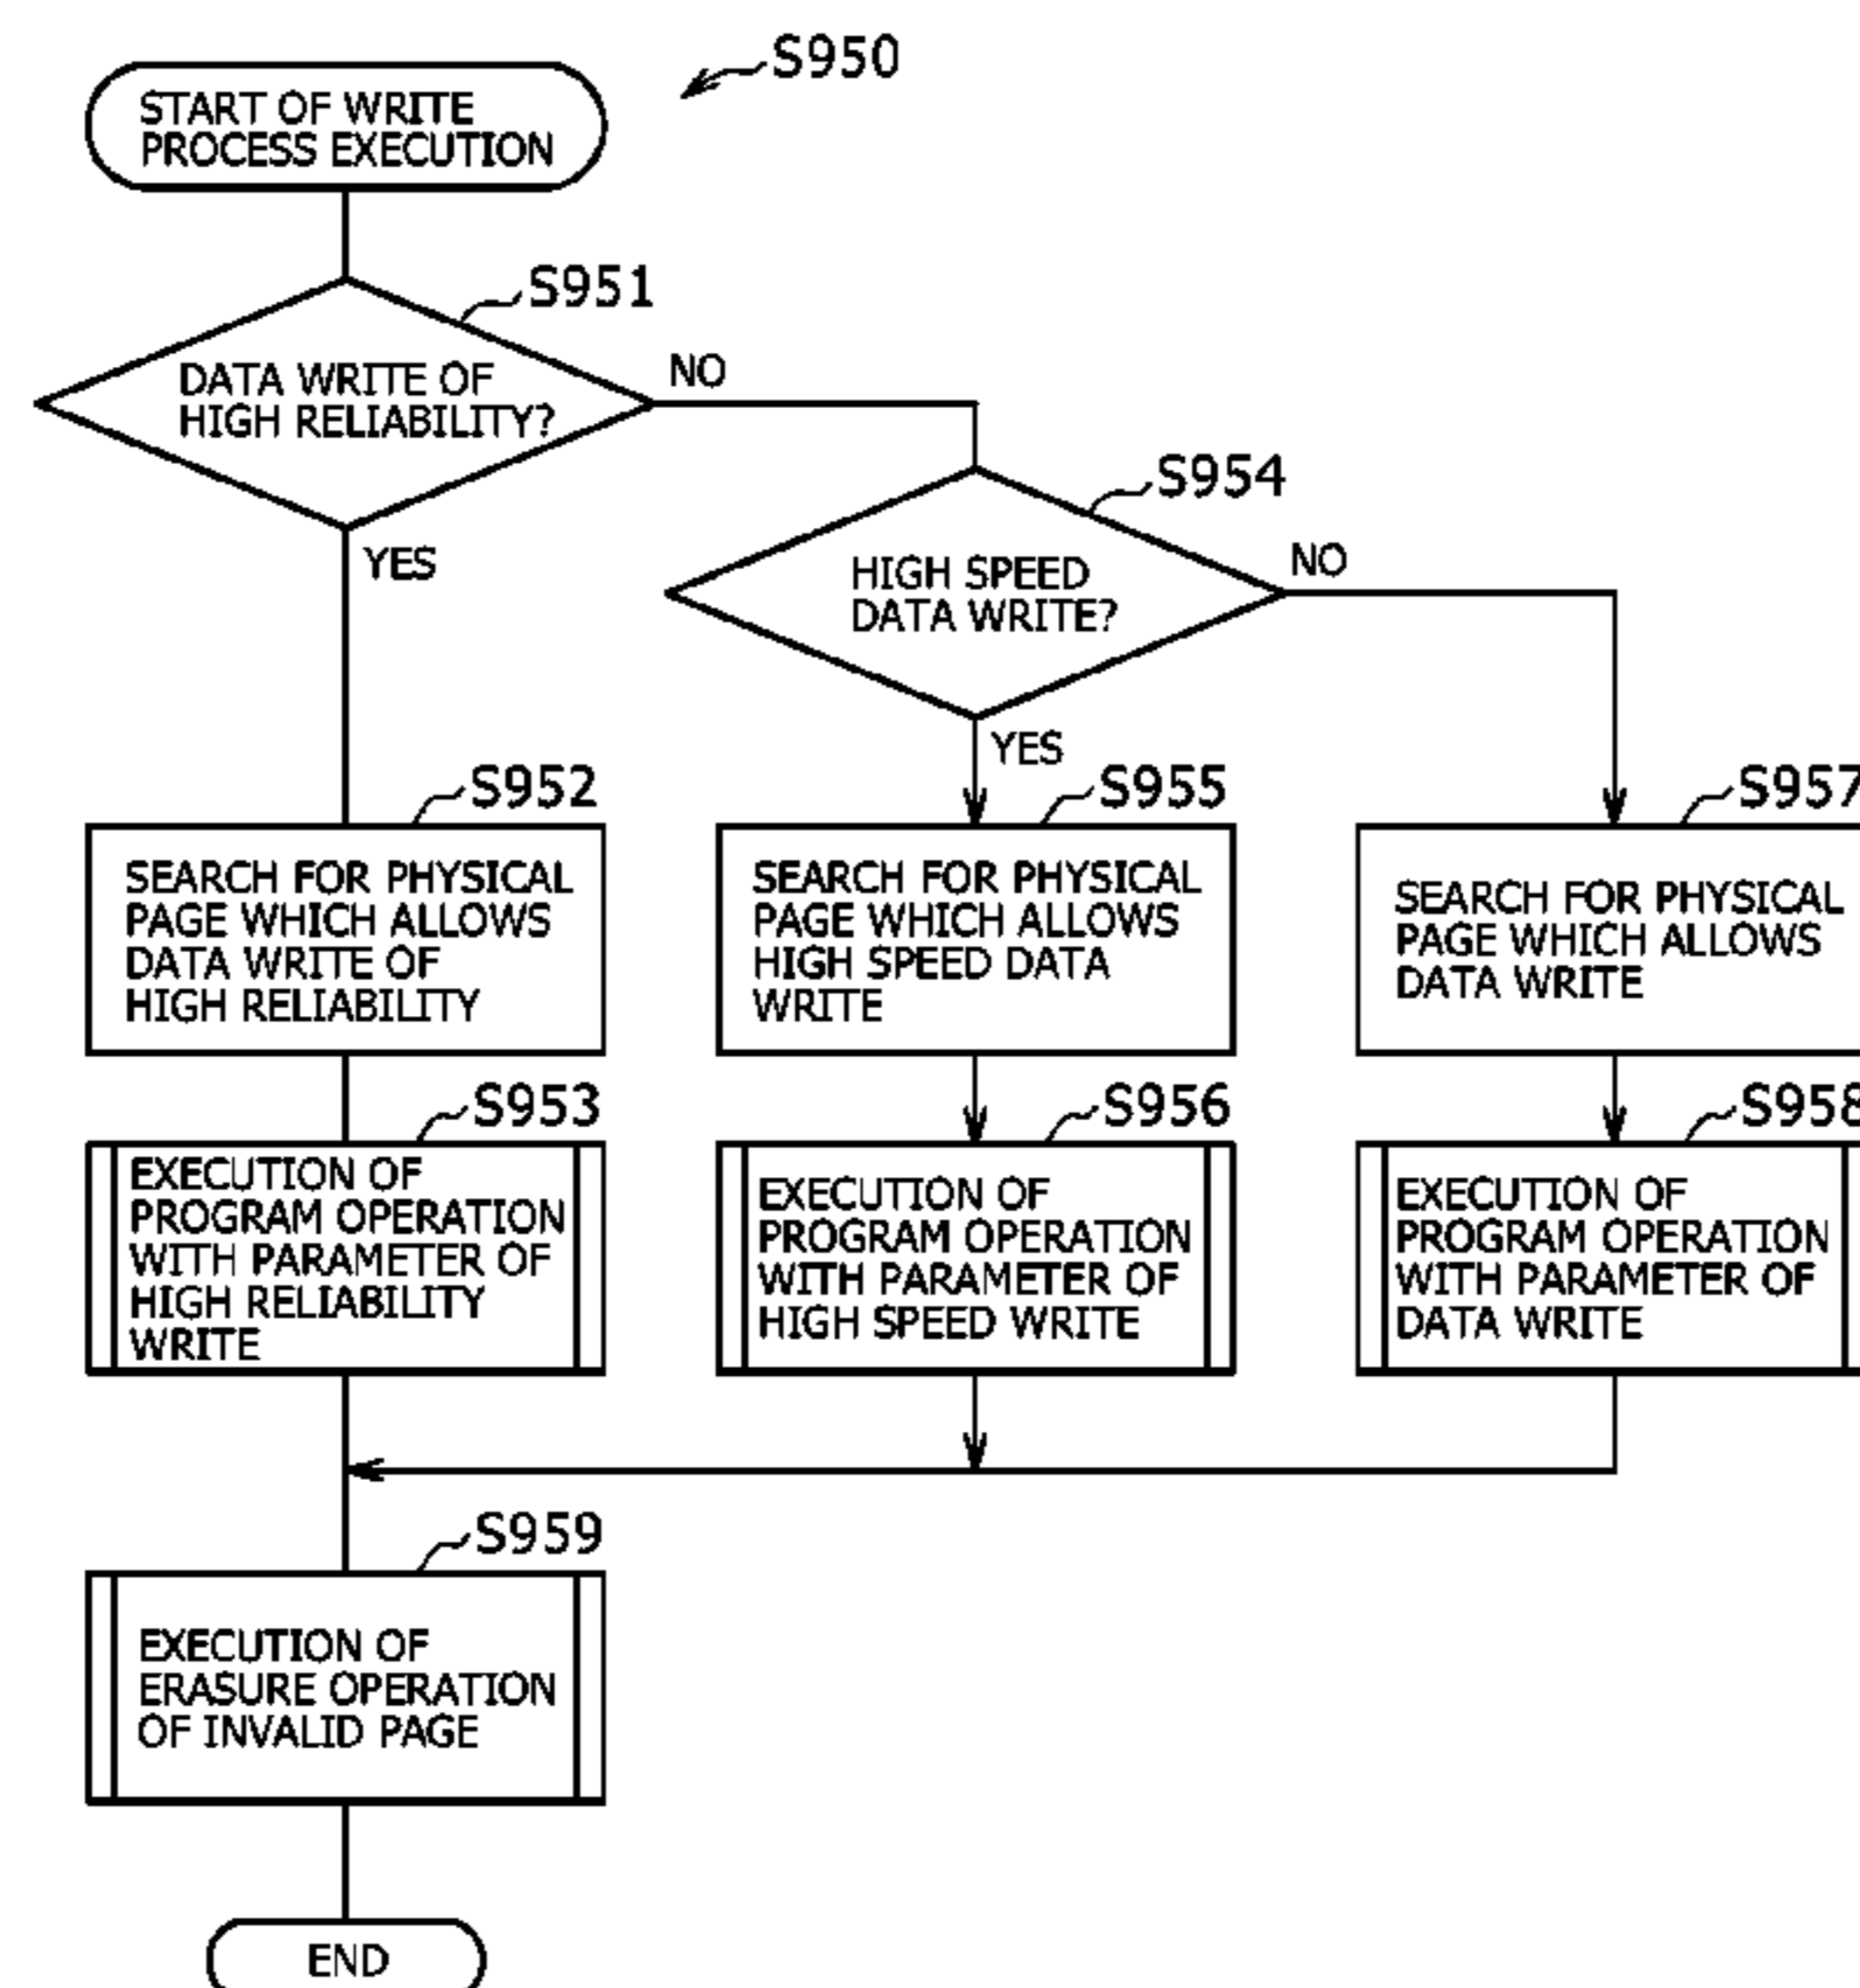 S950
START OF WRITE
PROCESS EXECUTION
S951
DATA WRITE OF
HIGH RELIABILITY?
NO
YES
S954
HIGH SPEED
DATA WRITE?
NO
YES
S952
SEARCH FOR PHYSICAL
PAGE WHICH ALLOWS
DATA WRITE OF
HIGH RELIABILITY
S955
SEARCH FOR PHYSICAL
PAGE WHICH ALLOWS
HIGH SPEED DATA
WRITE
S957
SEARCH FOR PHYSICAL
PAGE WHICH ALLOWS
DATA WRITE
S953
EXECUTION OF
PROGRAM OPERATION
WITH PARAMETER OF
HIGH RELIABILITY
WRITE
S956
EXECUTION OF
PROGRAM OPERATION
WITH PARAMETER OF
HIGH SPEED WRITE
S958
EXECUTION OF
PROGRAM OPERATION
WITH PARAMETER OF
DATA WRITE
S959
EXECUTION OF
ERASURE OPERATION
OF INVALID PAGE
END